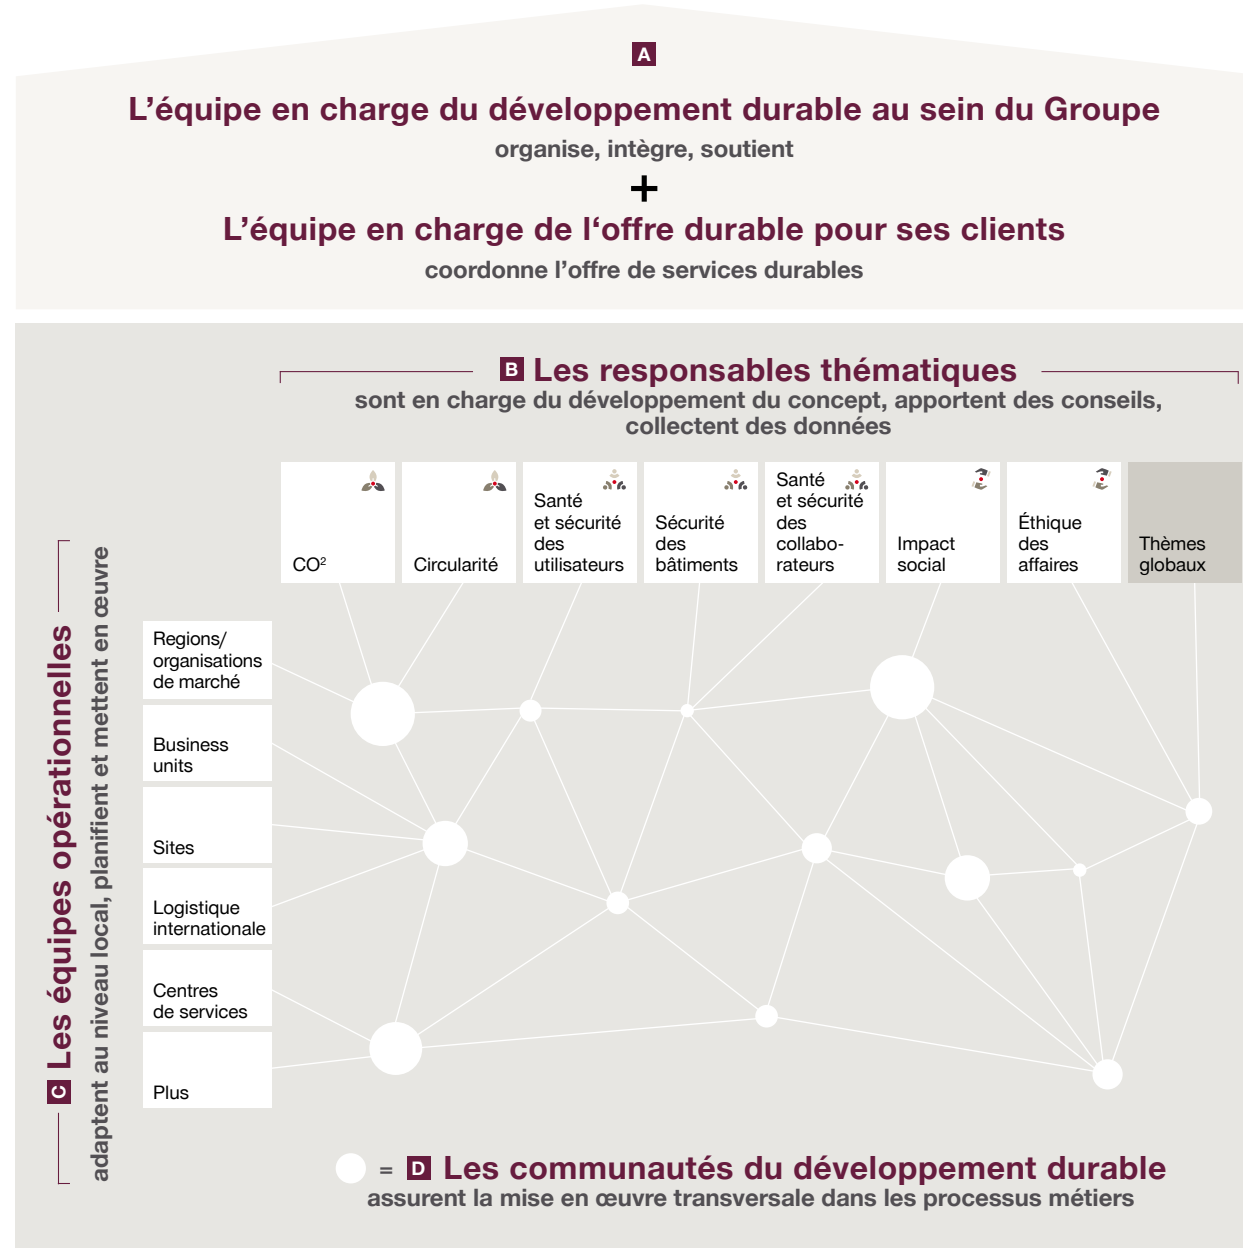 A
L’équipe en charge du développement durable au sein du Groupe
organise, intègre, soutient
+
L’équipe en charge de l‘offre durable pour ses clients
coordonne l’offre de services durables
B Les responsables thématiques
sont en charge du développement du concept, apportent des conseils,
collectent des données
CO²
Circularité
Santé
et sécurité
des
utilisateurs
Sécurité
des
bâtiments
Santé
et sécurité
des
collabo-
rateurs
Impact
social
Éthique
des
affaires
Thèmes
globaux
C Les équipes opérationnelles
adaptent au niveau local, planifient et mettent en œuvre
Regions/
organisations
de marché
Business
units
Sites
Logistique
internationale
Centres
de services
Plus
= D Les communautés du développement durable
assurent la mise en œuvre transversale dans les processus métiers